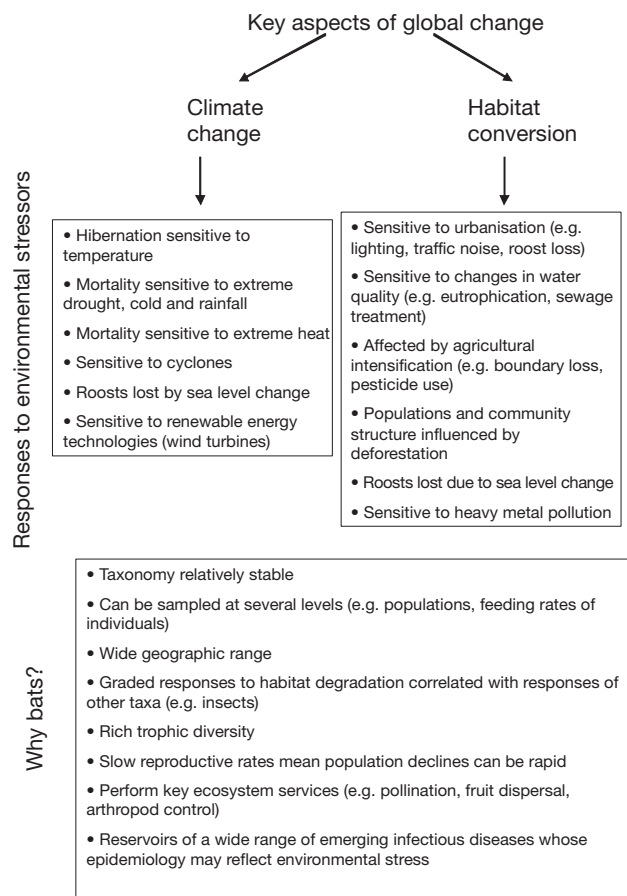 Key aspects of global change
Climate
change
Habitat
conversion
Responses to environmental stressors
• Hibernation sensitive to
temperature
• Mortality sensitive to extreme
drought, cold and rainfall
• Mortality sensitive to extreme heat
• Sensitive to cyclones
• Roosts lost by sea level change
• Sensitive to renewable energy
technologies (wind turbines)
• Sensitive to urbanisation (e.g.
lighting, traffic noise, roost loss)
• Sensitive to changes in water
quality (e.g. eutrophication, sewage
treatment)
• Affected by agricultural
intensification (e.g. boundary loss,
pesticide use)
• Populations and community
structure influenced by
deforestation
• Roosts lost due to sea level change
• Sensitive to heavy metal pollution
Why bats?
• Taxonomy relatively stable
• Can be sampled at several levels (e.g. populations, feeding rates of
individuals)
• Wide geographic range
• Graded responses to habitat degradation correlated with responses of
other taxa (e.g. insects)
• Rich trophic diversity
• Slow reproductive rates mean population declines can be rapid
• Perform key ecosystem services (e.g. pollination, fruit dispersal,
arthropod control)
• Reservoirs of a wide range of emerging infectious diseases whose
epidemiology may reflect environmental stress